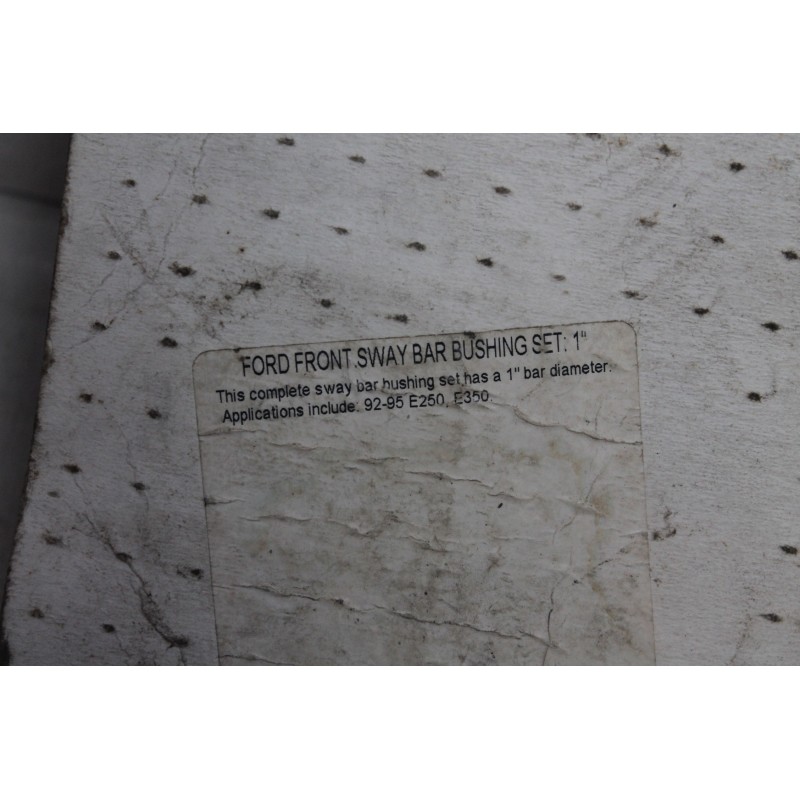 FORD FRONT SWAY BAR BUSHING SET: 1"
This complete sway bar bushing set has a 1" bar diameter.
Applications include: 92-95 E250, E350.